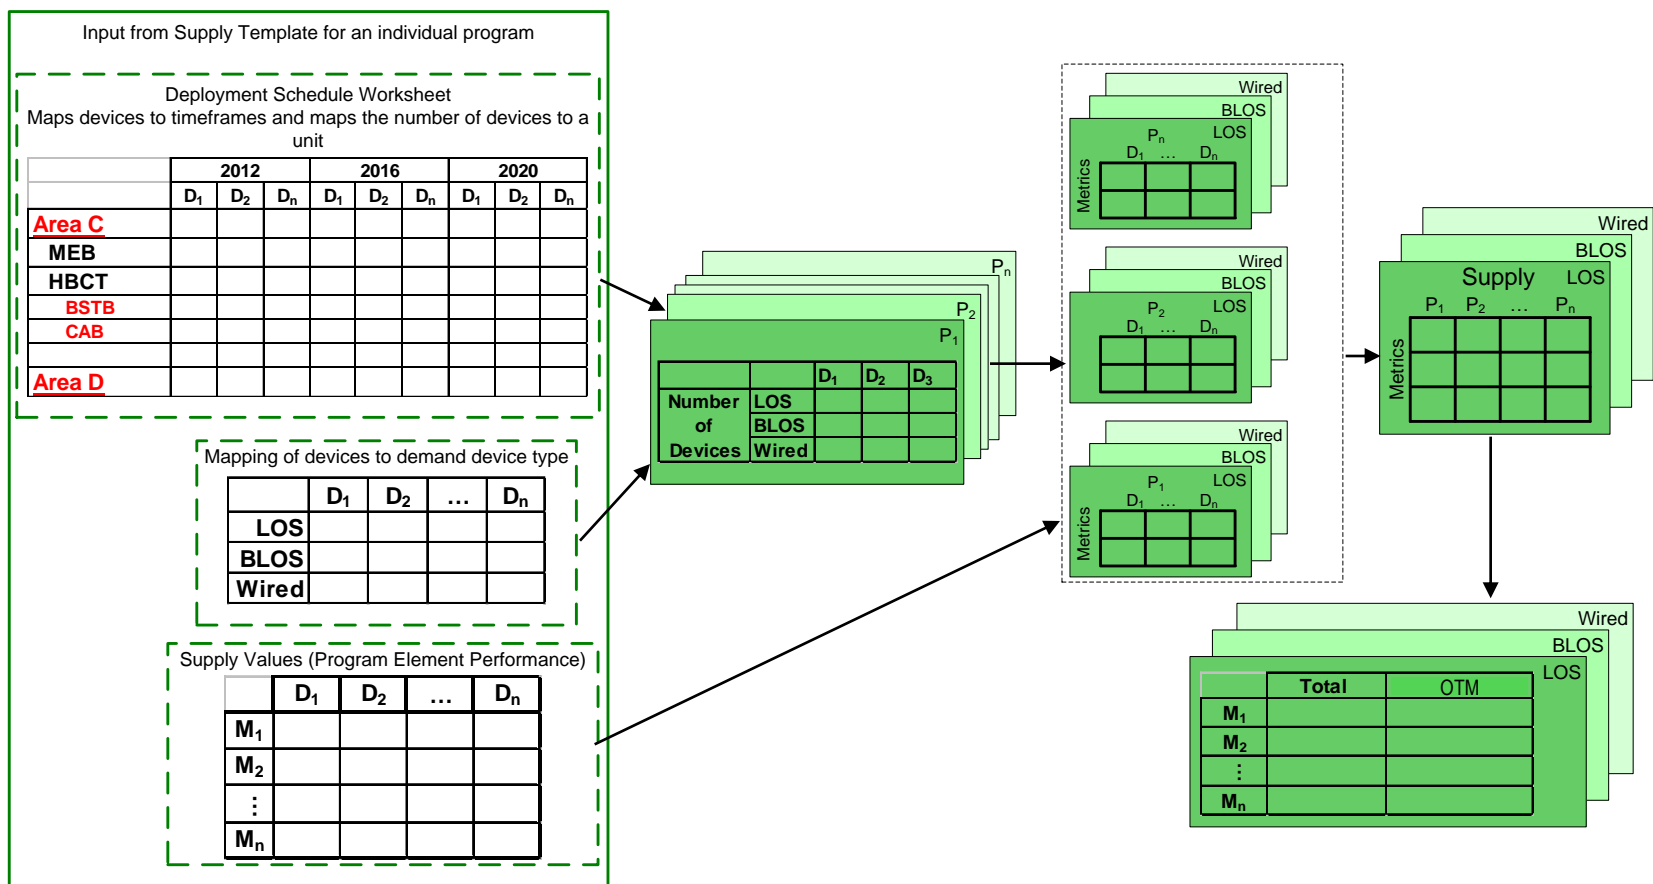 Input from Supply Template for an individual program
Deployment Schedule Worksheet
Maps devices to timeframes and maps the number of devices to a
unit
2012 2016 2020
D1 D2 Dn D1 D2 Dn D1 D2 Dn
Area C
MEB
HBCT
BSTB
CAB
Area D
Mapping of devices to demand device type
D1 D2 … Dn
LOS
BLOS
Wired
Supply Values (Program Element Performance)
D1 D2 … Dn
M1
M2
⋮
Mn
Pn
P2
P1
D1 D2 D3
Number of Devices
LOS
BLOS
Wired
Wired
BLOS
LOS
Pn
D1 … Dn
Metrics
Wired
BLOS
LOS
P2
D1 … Dn
Metrics
Wired
BLOS
LOS
P1
D1 … Dn
Metrics
Wired
BLOS
LOS
Supply
P1 P2 … Pn
Metrics
Wired
BLOS
LOS
Total OTM
M1
M2
⋮
Mn